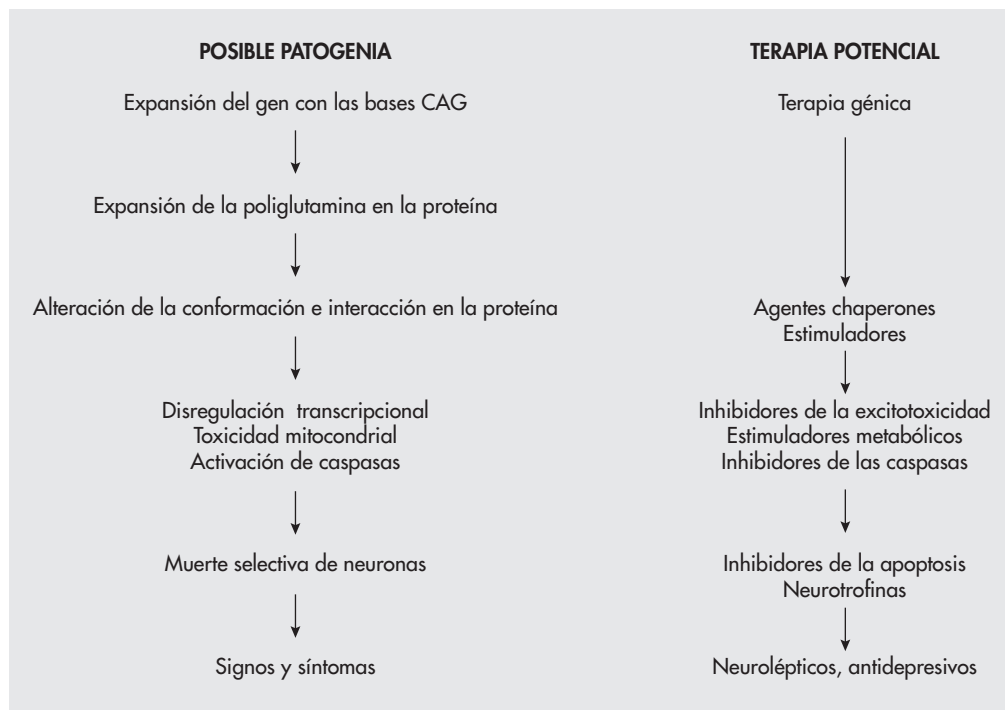 POSIBLE PATOGENIA
Expansión del gen con las bases CAG
Expansión de la poliglutamina en la proteína
Alteración de la conformación e interacción en la proteína
Disregulación transcripcional
Toxicidad mitocondrial
Activación de caspasas
Muerte selectiva de neuronas
Signos y síntomas
TERAPIA POTENCIAL
Terapia génica
Agentes chaperones
Estimuladores
Inhibidores de la excitotoxicidad
Estimuladores metabólicos
Inhibidores de las caspasas
Inhibidores de la apoptosis
Neurotrofinas
Neurolépticos, antidepresivos